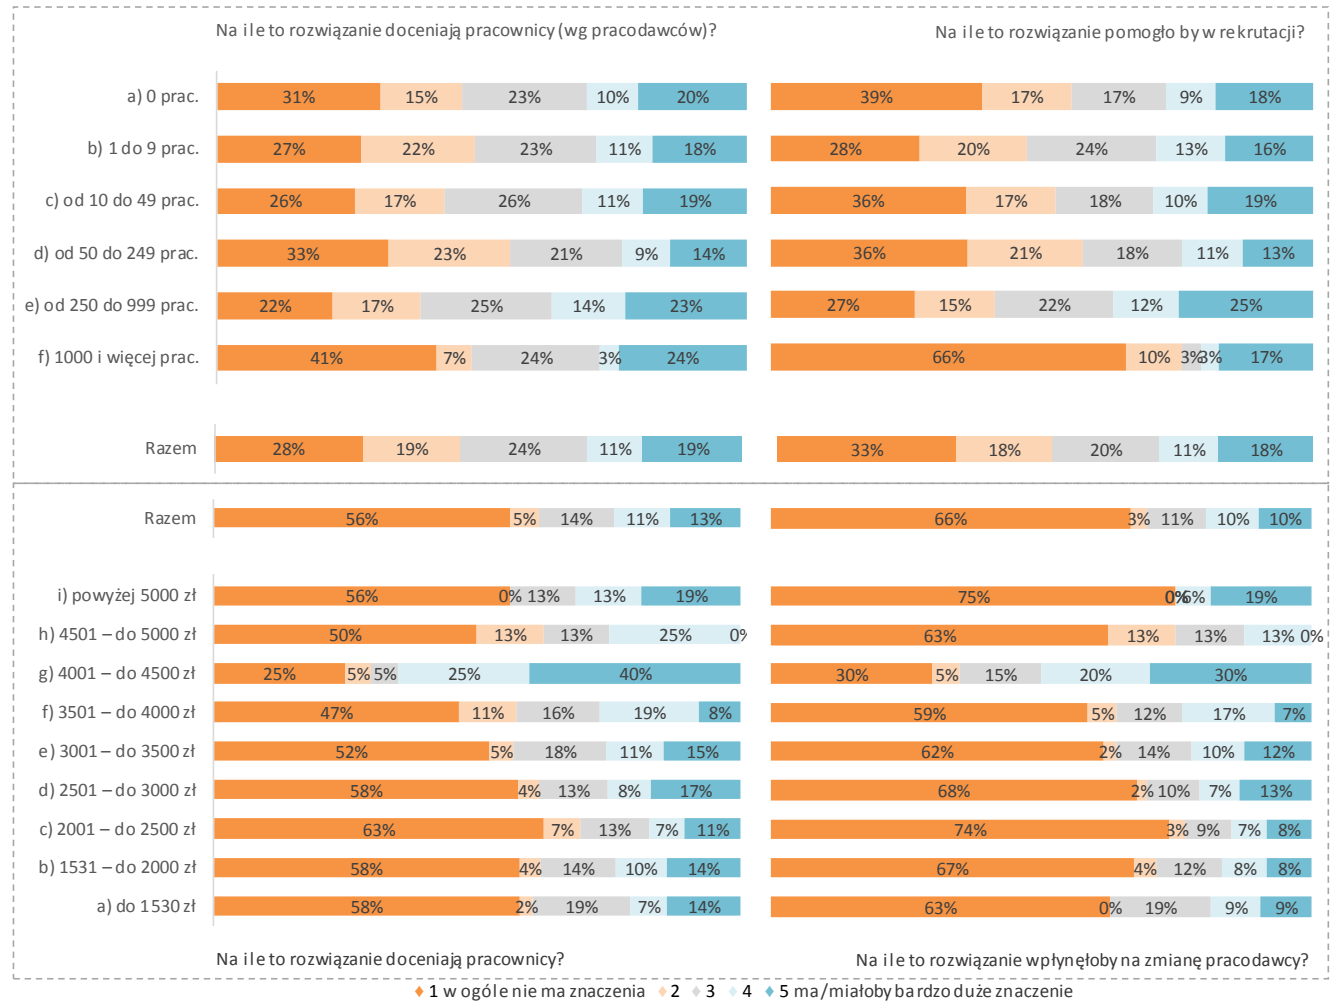 Na ile to rozwiązanie doceniają pracownicy (wg pracodawców)? Na ile to rozwiązanie pomogło by w rekrutacji?
a) 0 prac. 31% 15% 23% 10% 20% 39% 17% 17% 9% 18%
b) 1 do 9 prac. 27% 22% 23% 11% 18% 28% 20% 24% 13% 16%
c) od 10 do 49 prac. 26% 17% 26% 11% 19% 36% 17% 18% 10% 19%
d) od 50 do 249 prac. 33% 23% 21% 9% 14% 36% 21% 18% 11% 13%
e) od 250 do 999 prac. 22% 17% 25% 14% 23% 27% 15% 22% 12% 25%
f) 1000 i więcej prac. 41% 7% 24% 3% 24% 66% 10% 3% 3% 17%
Razem 28% 19% 24% 11% 19% 33% 18% 20% 11% 18%
Razem 56% 5% 14% 11% 13% 66% 3% 11% 10% 10%
i) powyżej 5000 zł 56% 0% 13% 13% 19% 75% 0% 0% 6% 19%
h) 4501 – do 5000 zł 50% 13% 13% 25% 0% 63% 13% 13% 13% 0%
g) 4001 – do 4500 zł 25% 5% 5% 25% 40% 30% 5% 15% 20% 30%
f) 3501 – do 4000 zł 47% 11% 16% 19% 8% 59% 5% 12% 17% 7%
e) 3001 – do 3500 zł 52% 5% 18% 11% 15% 62% 2% 14% 10% 12%
d) 2501 – do 3000 zł 58% 4% 13% 8% 17% 68% 2% 10% 7% 13%
c) 2001 – do 2500 zł 63% 7% 13% 7% 11% 74% 3% 9% 7% 8%
b) 1531 – do 2000 zł 58% 4% 14% 10% 14% 67% 4% 12% 8% 8%
a) do 1530 zł 58% 2% 19% 7% 14% 63% 0% 19% 9% 9%
Na ile to rozwiązanie doceniają pracownicy? Na ile to rozwiązanie wpłynęłoby na zmianę pracodawcy?
1 w ogóle nie ma znaczenia 2 3 4 5 ma/miałoby bardzo duże znaczenie